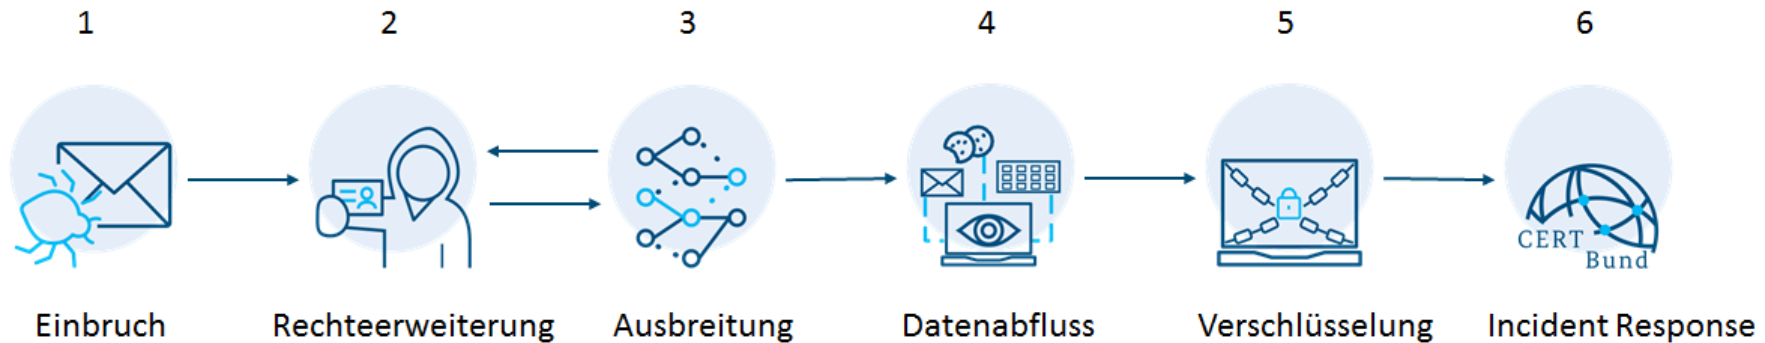 1 2 3 4 5 6
CERT
Bund
Einbruch Rechteerweiterung Ausbreitung Datenabfluss Verschlüsselung Incident Response